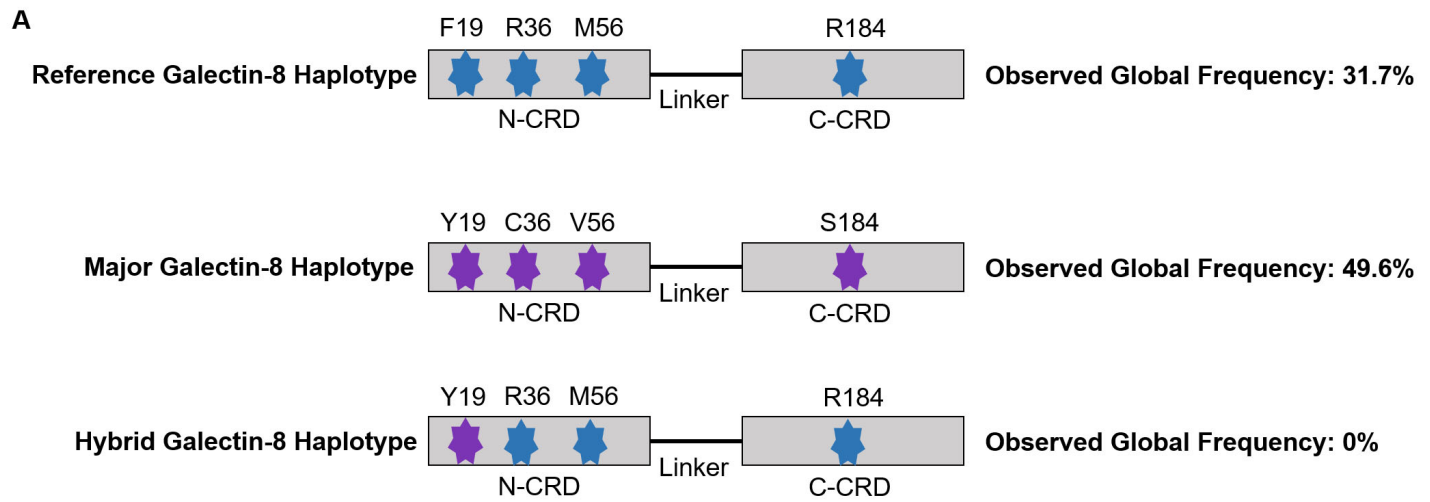 A
F19 R36 M56 R184
Reference Galectin-8 Haplotype Observed Global Frequency: 31.7%
Linker
N-CRD C-CRD
Y19 C36 V56 S184
Major Galectin-8 Haplotype Observed Global Frequency: 49.6%
Linker
N-CRD C-CRD
Y19 R36 M56 R184
Hybrid Galectin-8 Haplotype Observed Global Frequency: 0%
Linker
N-CRD C-CRD